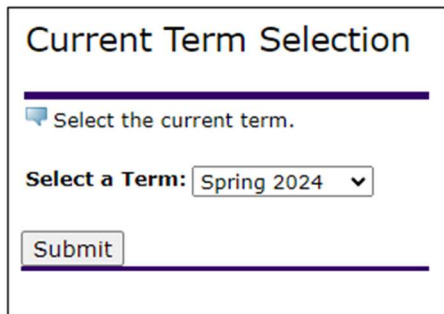 Current Term Selection
Select the current term.
Select a Term: Spring 2024
Submit